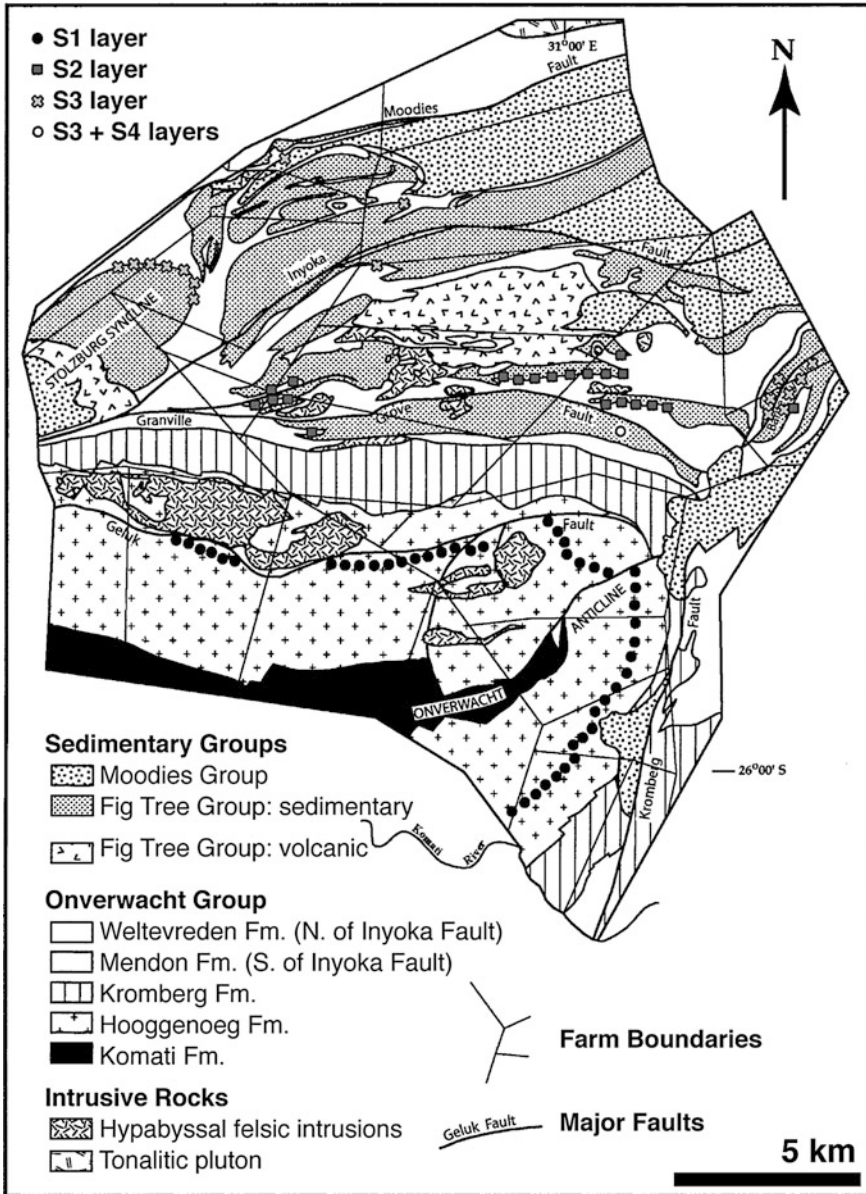 S1 layer
S2 layer
S3 layer
S3 + S4 layers
31°00' E
N
Fault
Moodies
Inyoka
Fault
STOLZBURG SYNCLINE
Granville
Grove
Fault
Geluk
Fault
ANTICLINE
Fault
ONVERWACHT
Kromberg
26°00' S
Komati
River
Sedimentary Groups
Moodies Group
Fig Tree Group: sedimentary
Fig Tree Group: volcanic
Onverwacht Group
Weltevreden Fm. (N. of Inyoka Fault)
Mendon Fm. (S. of Inyoka Fault)
Kromberg Fm.
Hooggenoeg Fm.
Komati Fm.
Farm Boundaries
Intrusive Rocks
Hypabyssal felsic intrusions
Tonalitic pluton
Geluk Fault
Major Faults
5 km